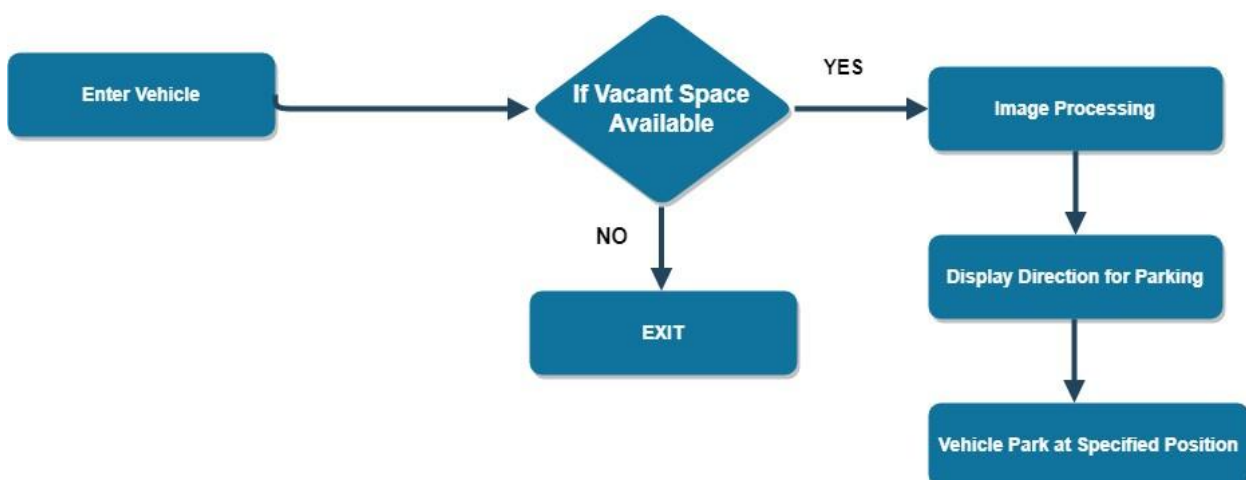 Enter Vehicle
If Vacant Space
Available
YES
Image Processing
NO
Display Direction for Parking
EXIT
Vehicle Park at Specified Position